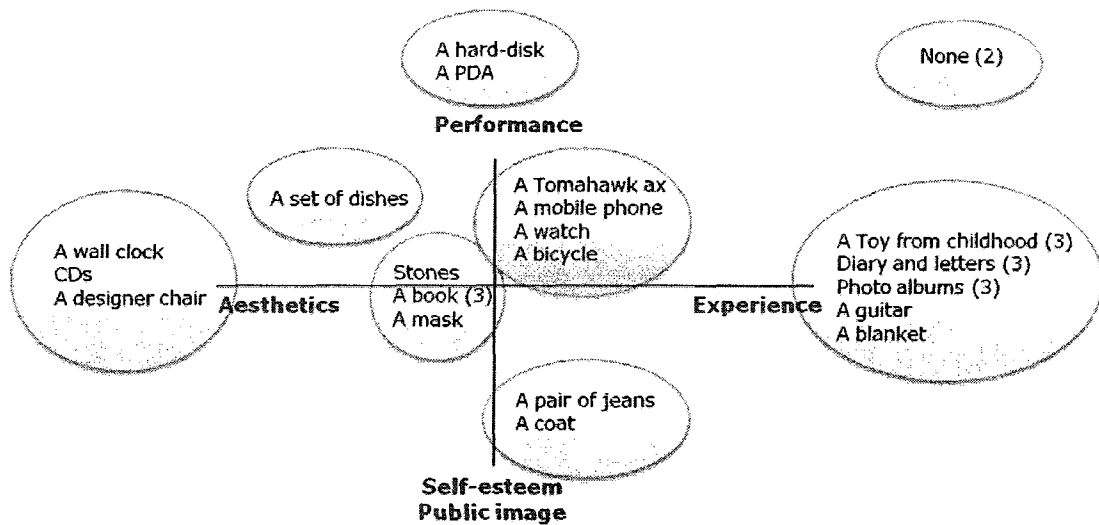 A hard-disk
A PDA
None (2)
Performance
A set of dishes
A Tomahawk ax
A mobile phone
A watch
A bicycle
A wall clock
CDs
A designer chair
Stones
A book (3)
A mask
Aesthetics
Experience
A Toy from childhood (3)
Diary and letters (3)
Photo albums (3)
A guitar
A blanket
A pair of jeans
A coat
Self-esteem
Public image